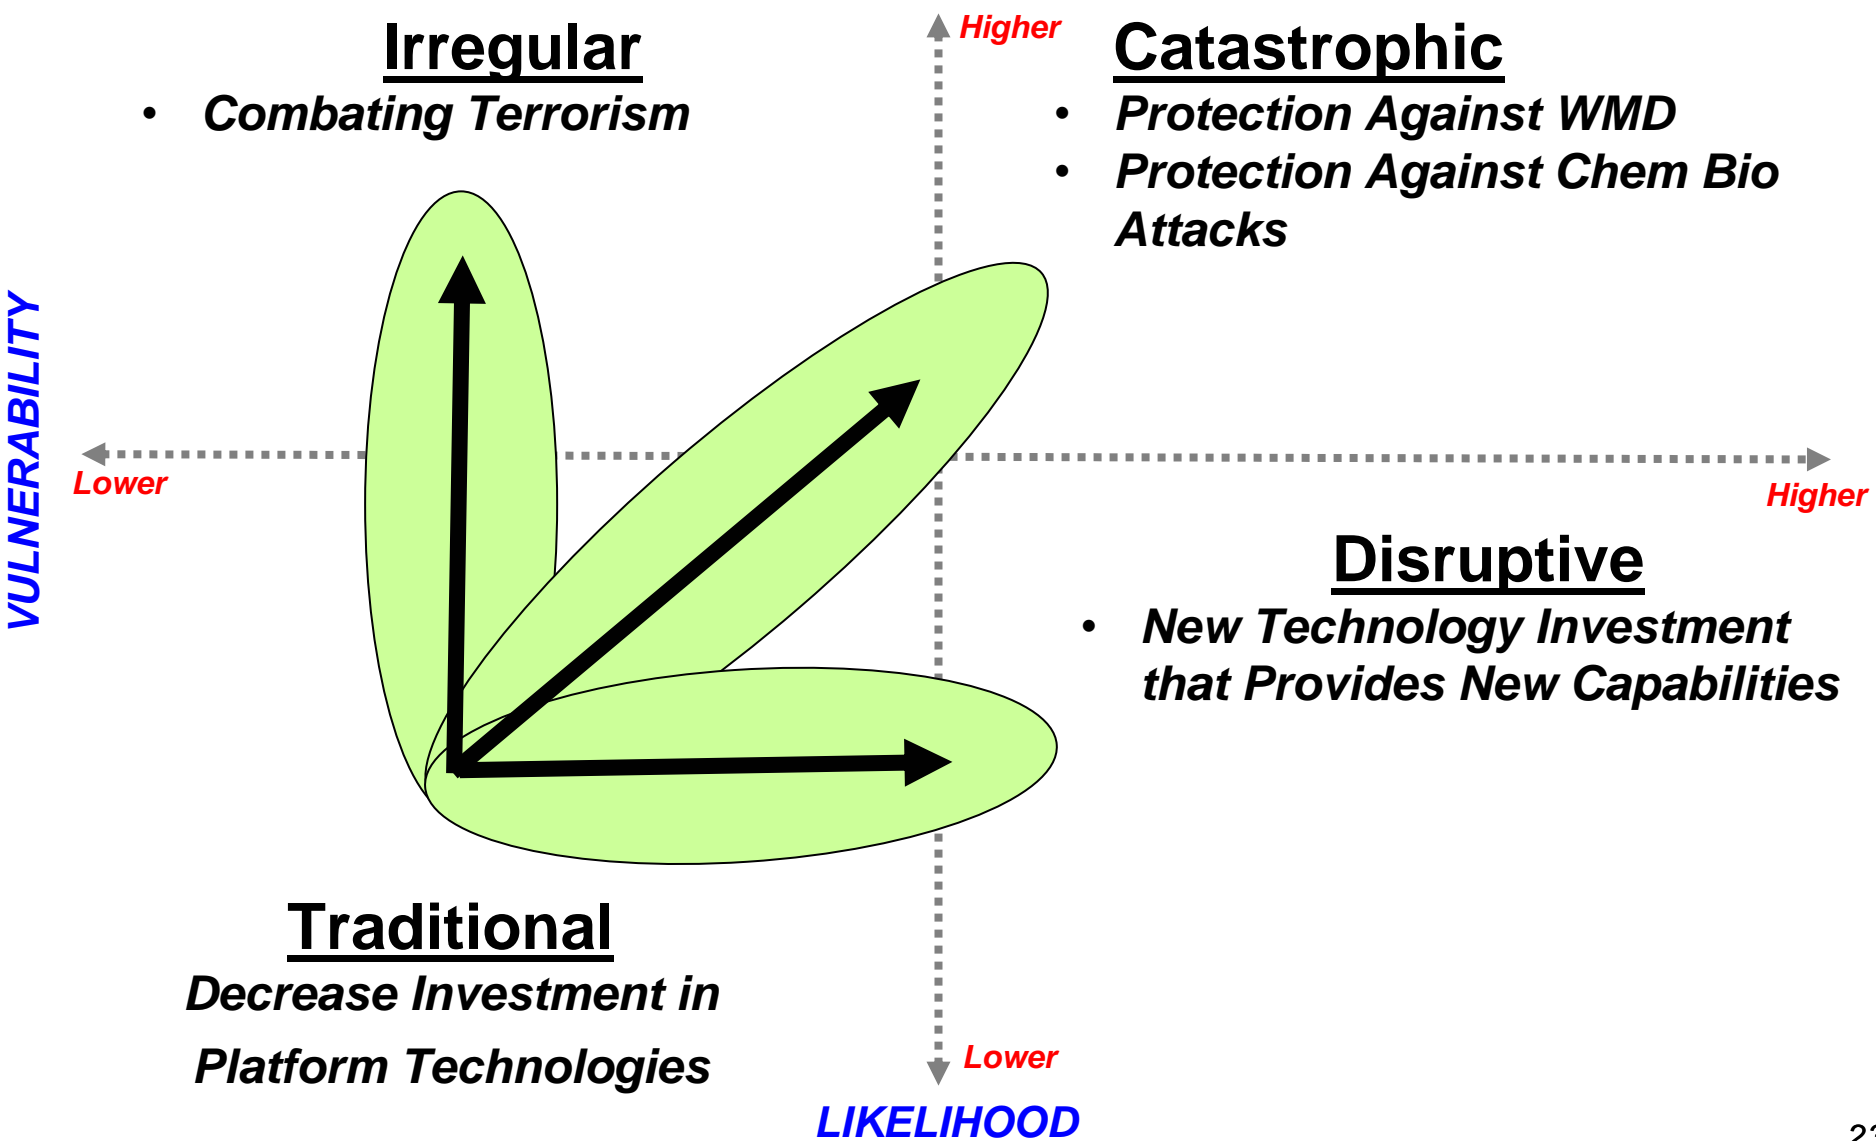 Irregular
• Combating Terrorism
Higher
Catastrophic
• Protection Against WMD
• Protection Against Chem Bio
Attacks
VULNERABILITY
Lower
Higher
Disruptive
• New Technology Investment
that Provides New Capabilities
Traditional
Decrease Investment in
Platform Technologies
Lower
LIKELIHOOD